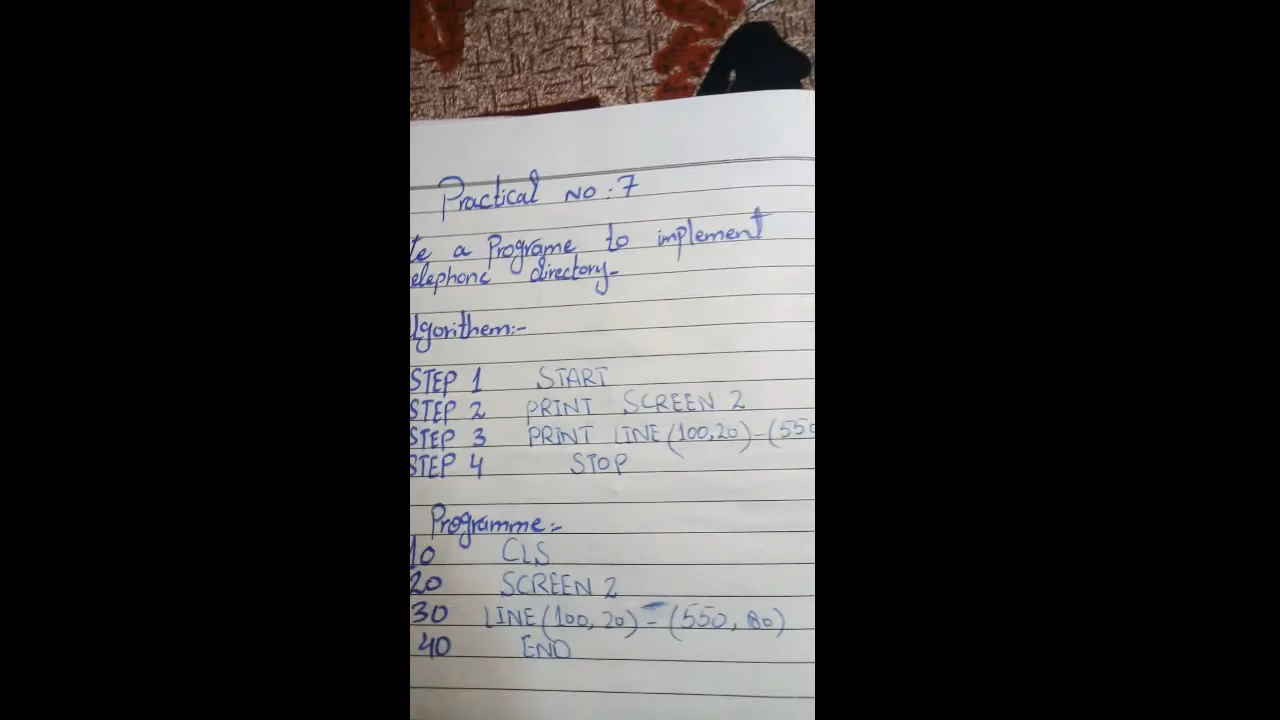 Practical NO: 7
te a Programe to implement
elephone directory-
lgorithem:-
STEP 1 START
STEP 2 PRINT SCREEN 2
STEP 3 PRINT LINE (100,20)-(550
STEP 4 STOP
Programme:-
10 CLS
20 SCREEN 2
30 LINE (100, 20) - (550, 80)
40 END